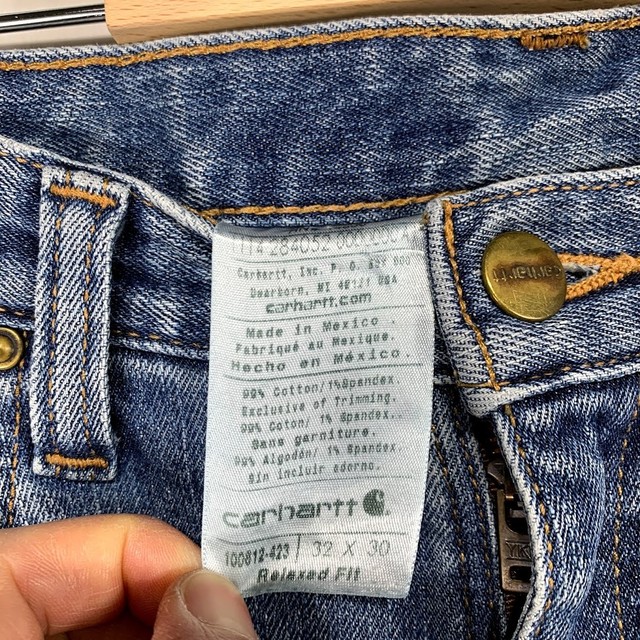 Carhartt, Inc. P.O. Box 600
Dearborn, MI 48121 USA
carhartt.com
Made in Mexico.
Fabriqué au Mexique.
Hecho en México.
99% Cotton/1%Spandex.
Exclusive of Trimming.
99% Coton/ 1% Spandex.
Sans garniture.
99% Algodón/ 1% Spandex.
Sin incluir adorno.
carhartt
100812-423 32 X 30
Relaxed Fit
carhartt
YKK